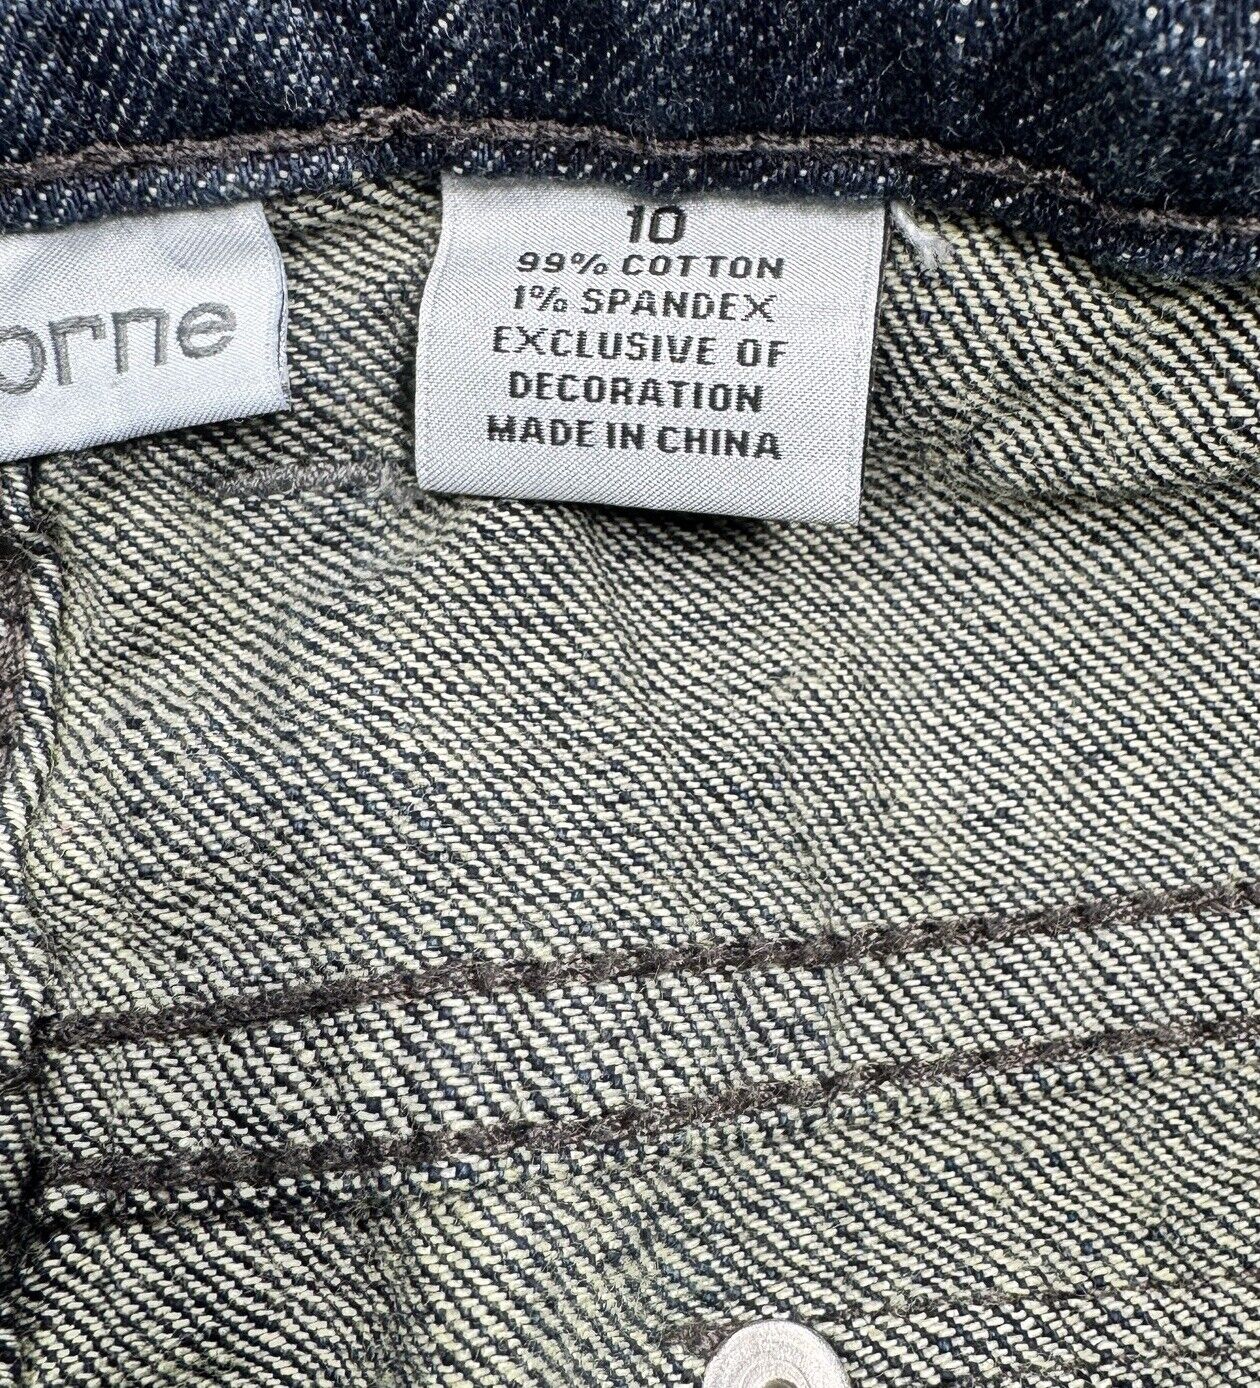 orne
10
99% COTTON
1% SPANDEX
EXCLUSIVE OF
DECORATION
MADE IN CHINA